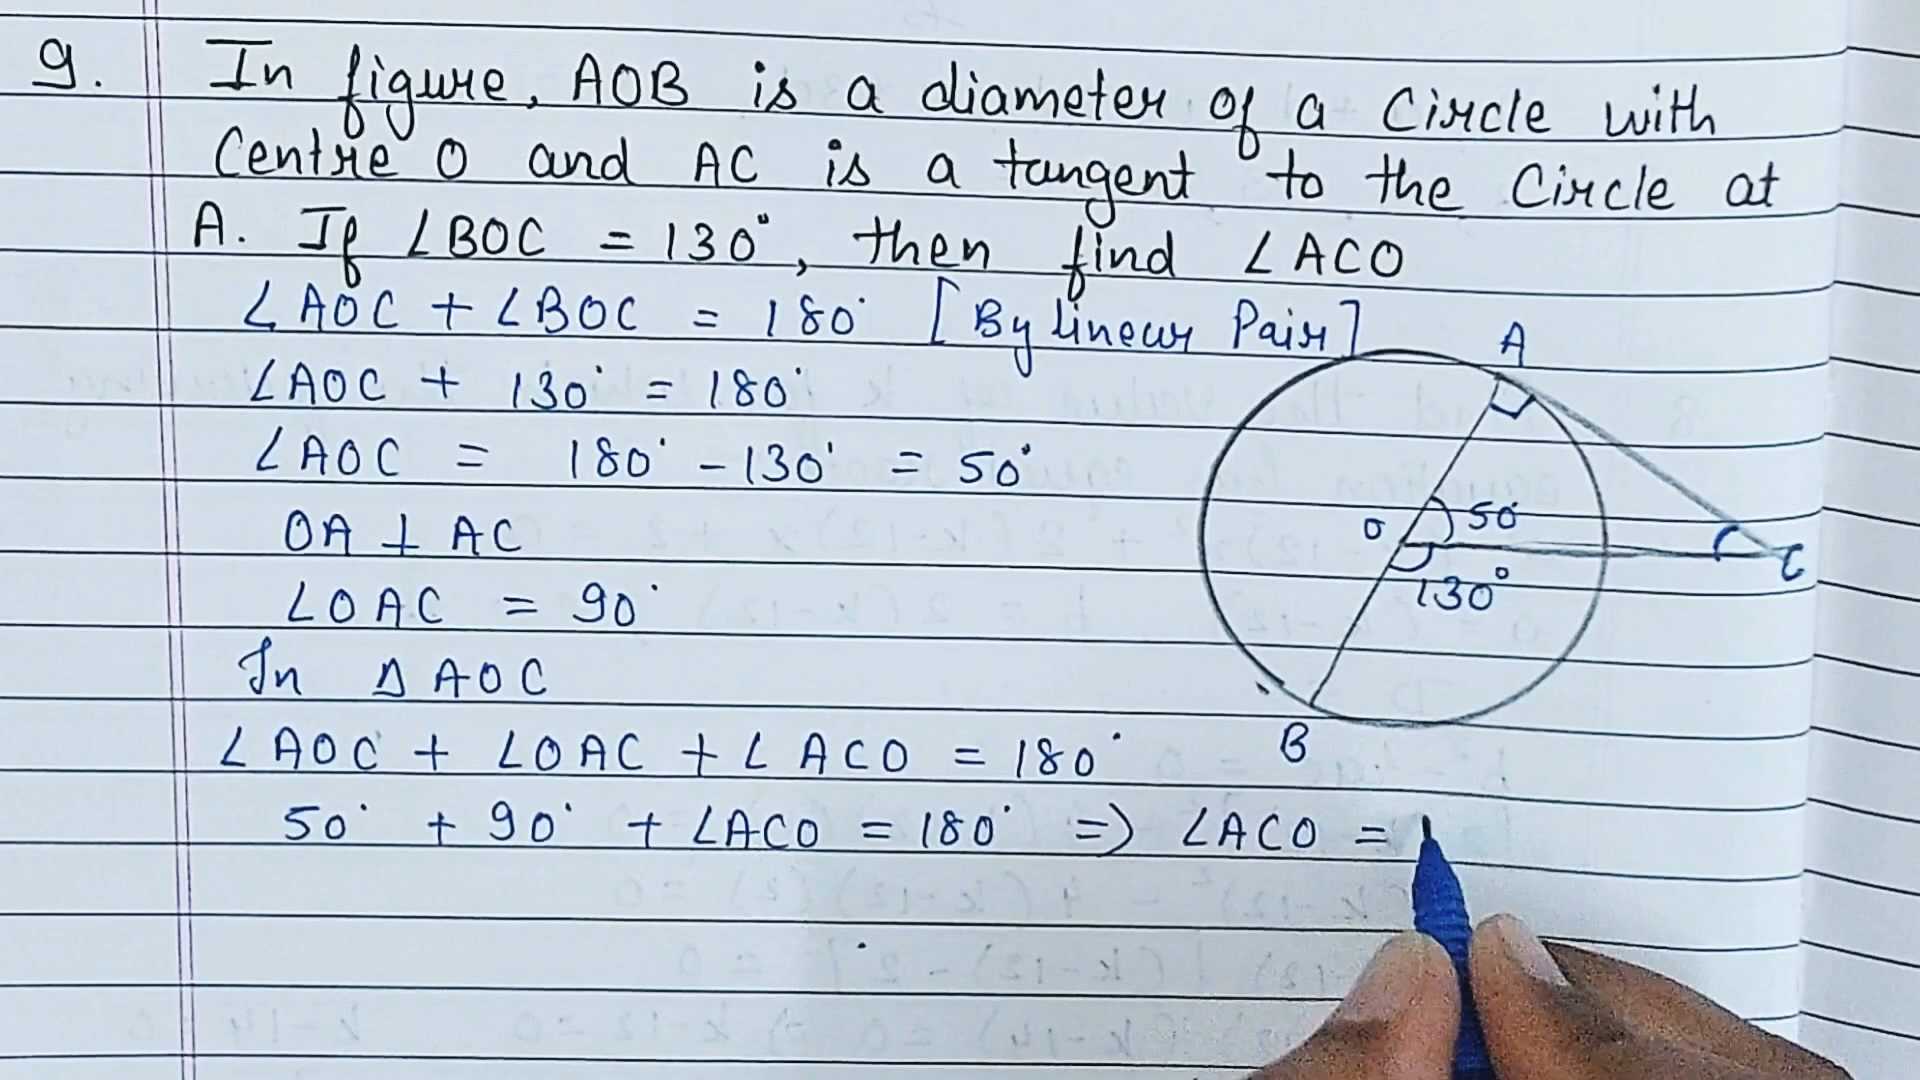 9. In figure, AOB is a diameter of a Circle with
Centre O and AC is a tangent to the Circle at
A. If ∠BOC = 130°, then find ∠ACO
∠AOC + ∠BOC = 180° [By linear Pair]
∠AOC + 130° = 180°
∠AOC = 180° - 130° = 50°
OA ⊥ AC
∠OAC = 90°
In Δ AOC
∠AOC + ∠OAC + ∠ACO = 180°
50° + 90° + ∠ACO = 180° => ∠ACO =
A
O
50
C
130°
B